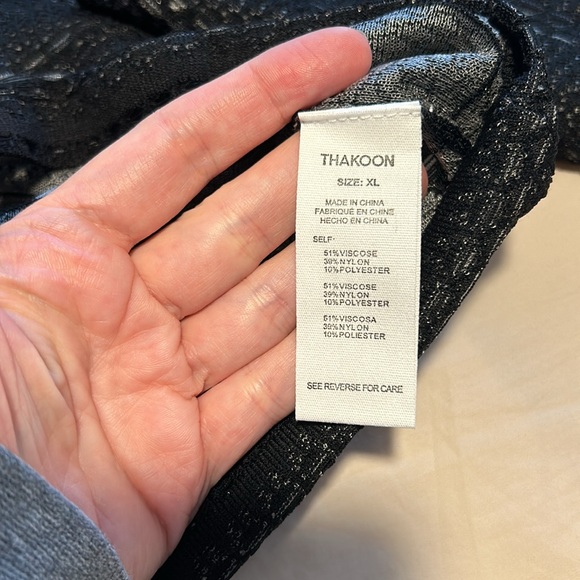 THAKOON
SIZE: XL
MADE IN CHINA
FABRIQUÉ EN CHINE
HECHO EN CHINA
SELF:
51%VISCOSE
39%NYLON
10%POLYESTER
51%VISCOSE
39%NYLON
10%POLYESTER
51%VISCOSA
39%NYLON
10%POLIESTER
SEE REVERSE FOR CARE